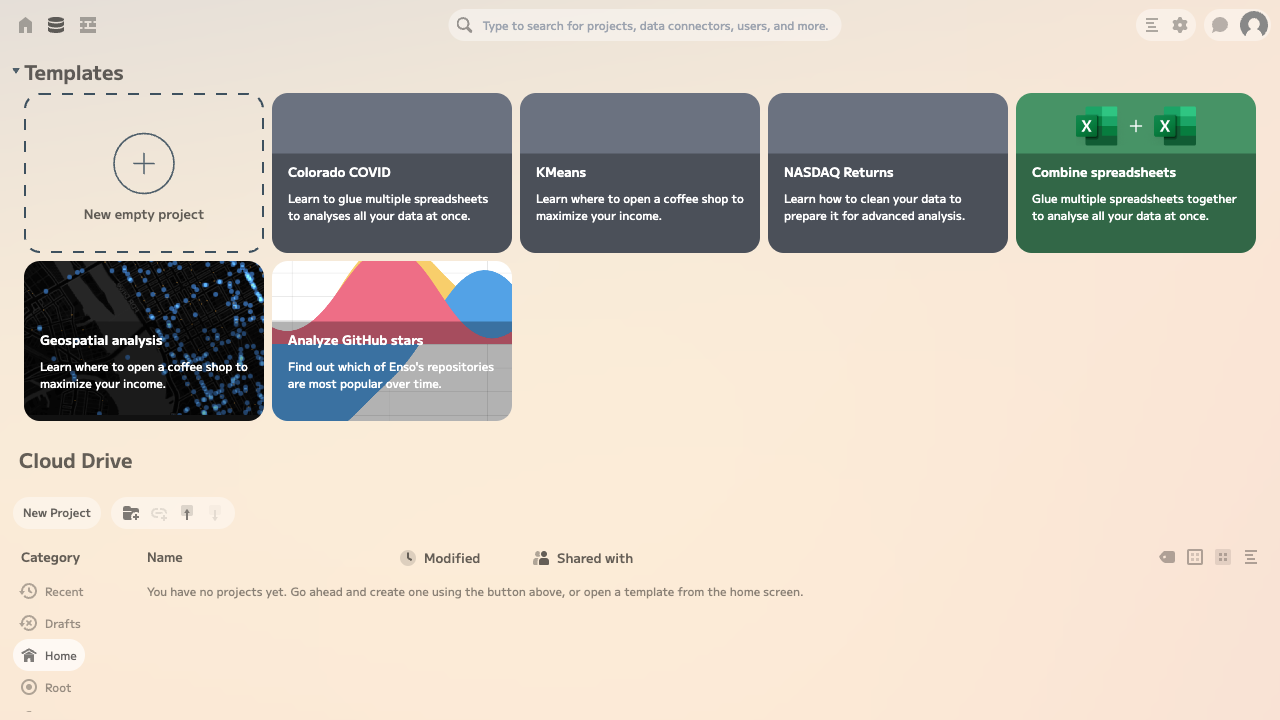 Type to search for projects, data connectors, users, and more.
Templates
New empty project
Colorado COVID
Learn to glue multiple spreadsheets
to analyses all your data at once.
KMeans
Learn where to open a coffee shop to
maximize your income.
NASDAQ Returns
Learn how to clean your data to
prepare it for advanced analysis.
X + X
Combine spreadsheets
Glue multiple spreadsheets together
to analyse all your data at once.
Geospatial analysis
Learn where to open a coffee shop to
maximize your income.
Analyze GitHub stars
Find out which of Enso's repositories
are most popular over time.
Cloud Drive
New Project
Category
Name
Modified
Shared with
Recent
You have no projects yet. Go ahead and create one using the button above, or open a template from the home screen.
Drafts
Home
Root